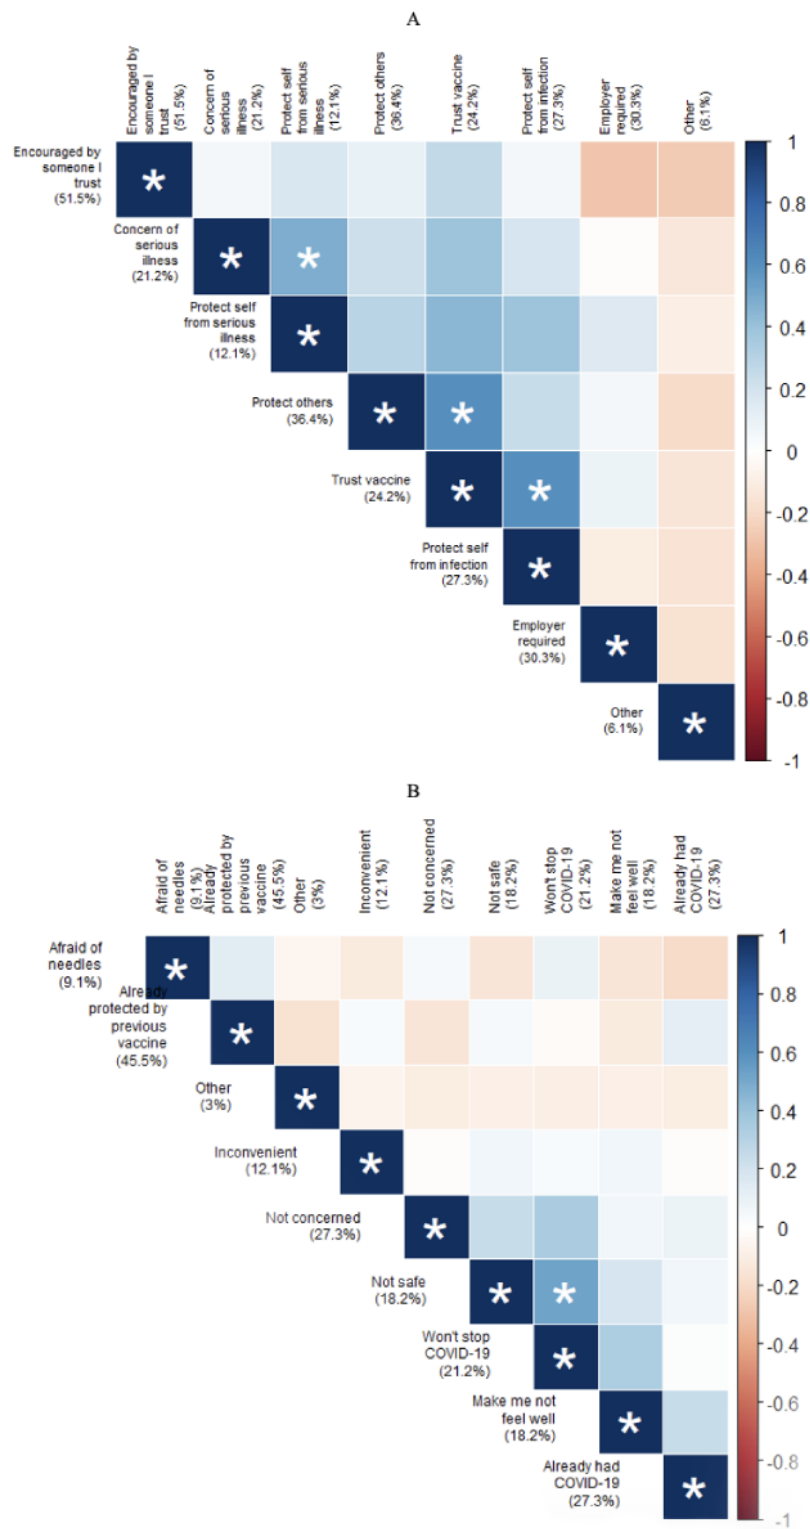 A
Encouraged by
someone I
trust
(51.5%)
Concern of
serious
illness
(21.2%)
Protect self
from serious
illness
(12.1%)
Protect others
(36.4%)
Trust vaccine
(24.2%)
Protect self
from infection
(27.3%)
Employer
required
(30.3%)
Other
(6.1%)
Encouraged by
someone I
trust
(51.5%)
*
Concern of
serious
illness
(21.2%)
* *
Protect self
from serious
illness
(12.1%)
*
Protect others
(36.4%)
* *
Trust vaccine
(24.2%)
* *
Protect self
from infection
(27.3%)
*
Employer
required
(30.3%)
*
Other
(6.1%)
*
1
0.8
0.6
0.4
0.2
0
-0.2
-0.4
-0.6
-0.8
-1
B
Afraid of
needles
(9.1%)
Already
protected by
previous
vaccine
(45.5%)
Other
(3%)
Inconvenient
(12.1%)
Not concerned
(27.3%)
Not safe
(18.2%)
Won't stop
COVID-19
(21.2%)
Make me not
feel well
(18.2%)
Already had
COVID-19
(27.3%)
Afraid of
needles
(9.1%)
*
Already
protected by
previous
vaccine
(45.5%)
*
Other
(3%)
*
Inconvenient
(12.1%)
*
Not concerned
(27.3%)
*
Not safe
(18.2%)
* *
Won't stop
COVID-19
(21.2%)
*
Make me not
feel well
(18.2%)
*
Already had
COVID-19
(27.3%)
*
1
0.8
0.6
0.4
0.2
0
-0.2
-0.4
-0.6
-0.8
-1